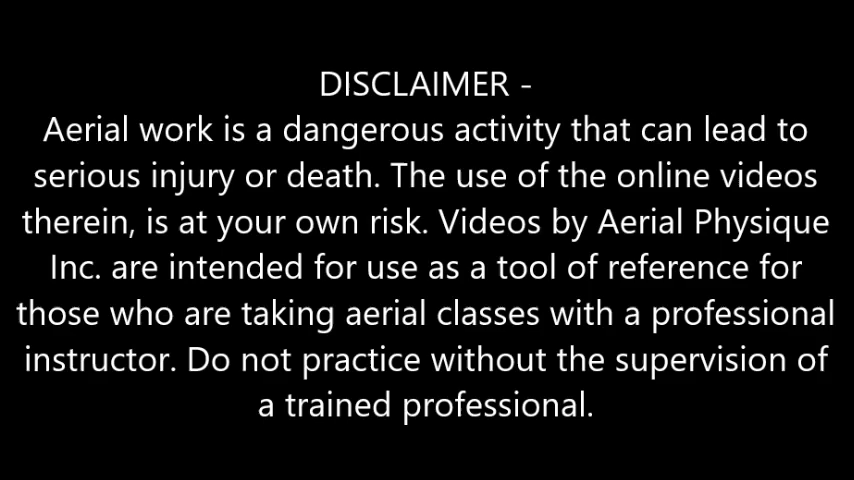 DISCLAIMER -
Aerial work is a dangerous activity that can lead to
serious injury or death. The use of the online videos
therein, is at your own risk. Videos by Aerial Physique
Inc. are intended for use as a tool of reference for
those who are taking aerial classes with a professional
instructor. Do not practice without the supervision of
a trained professional.